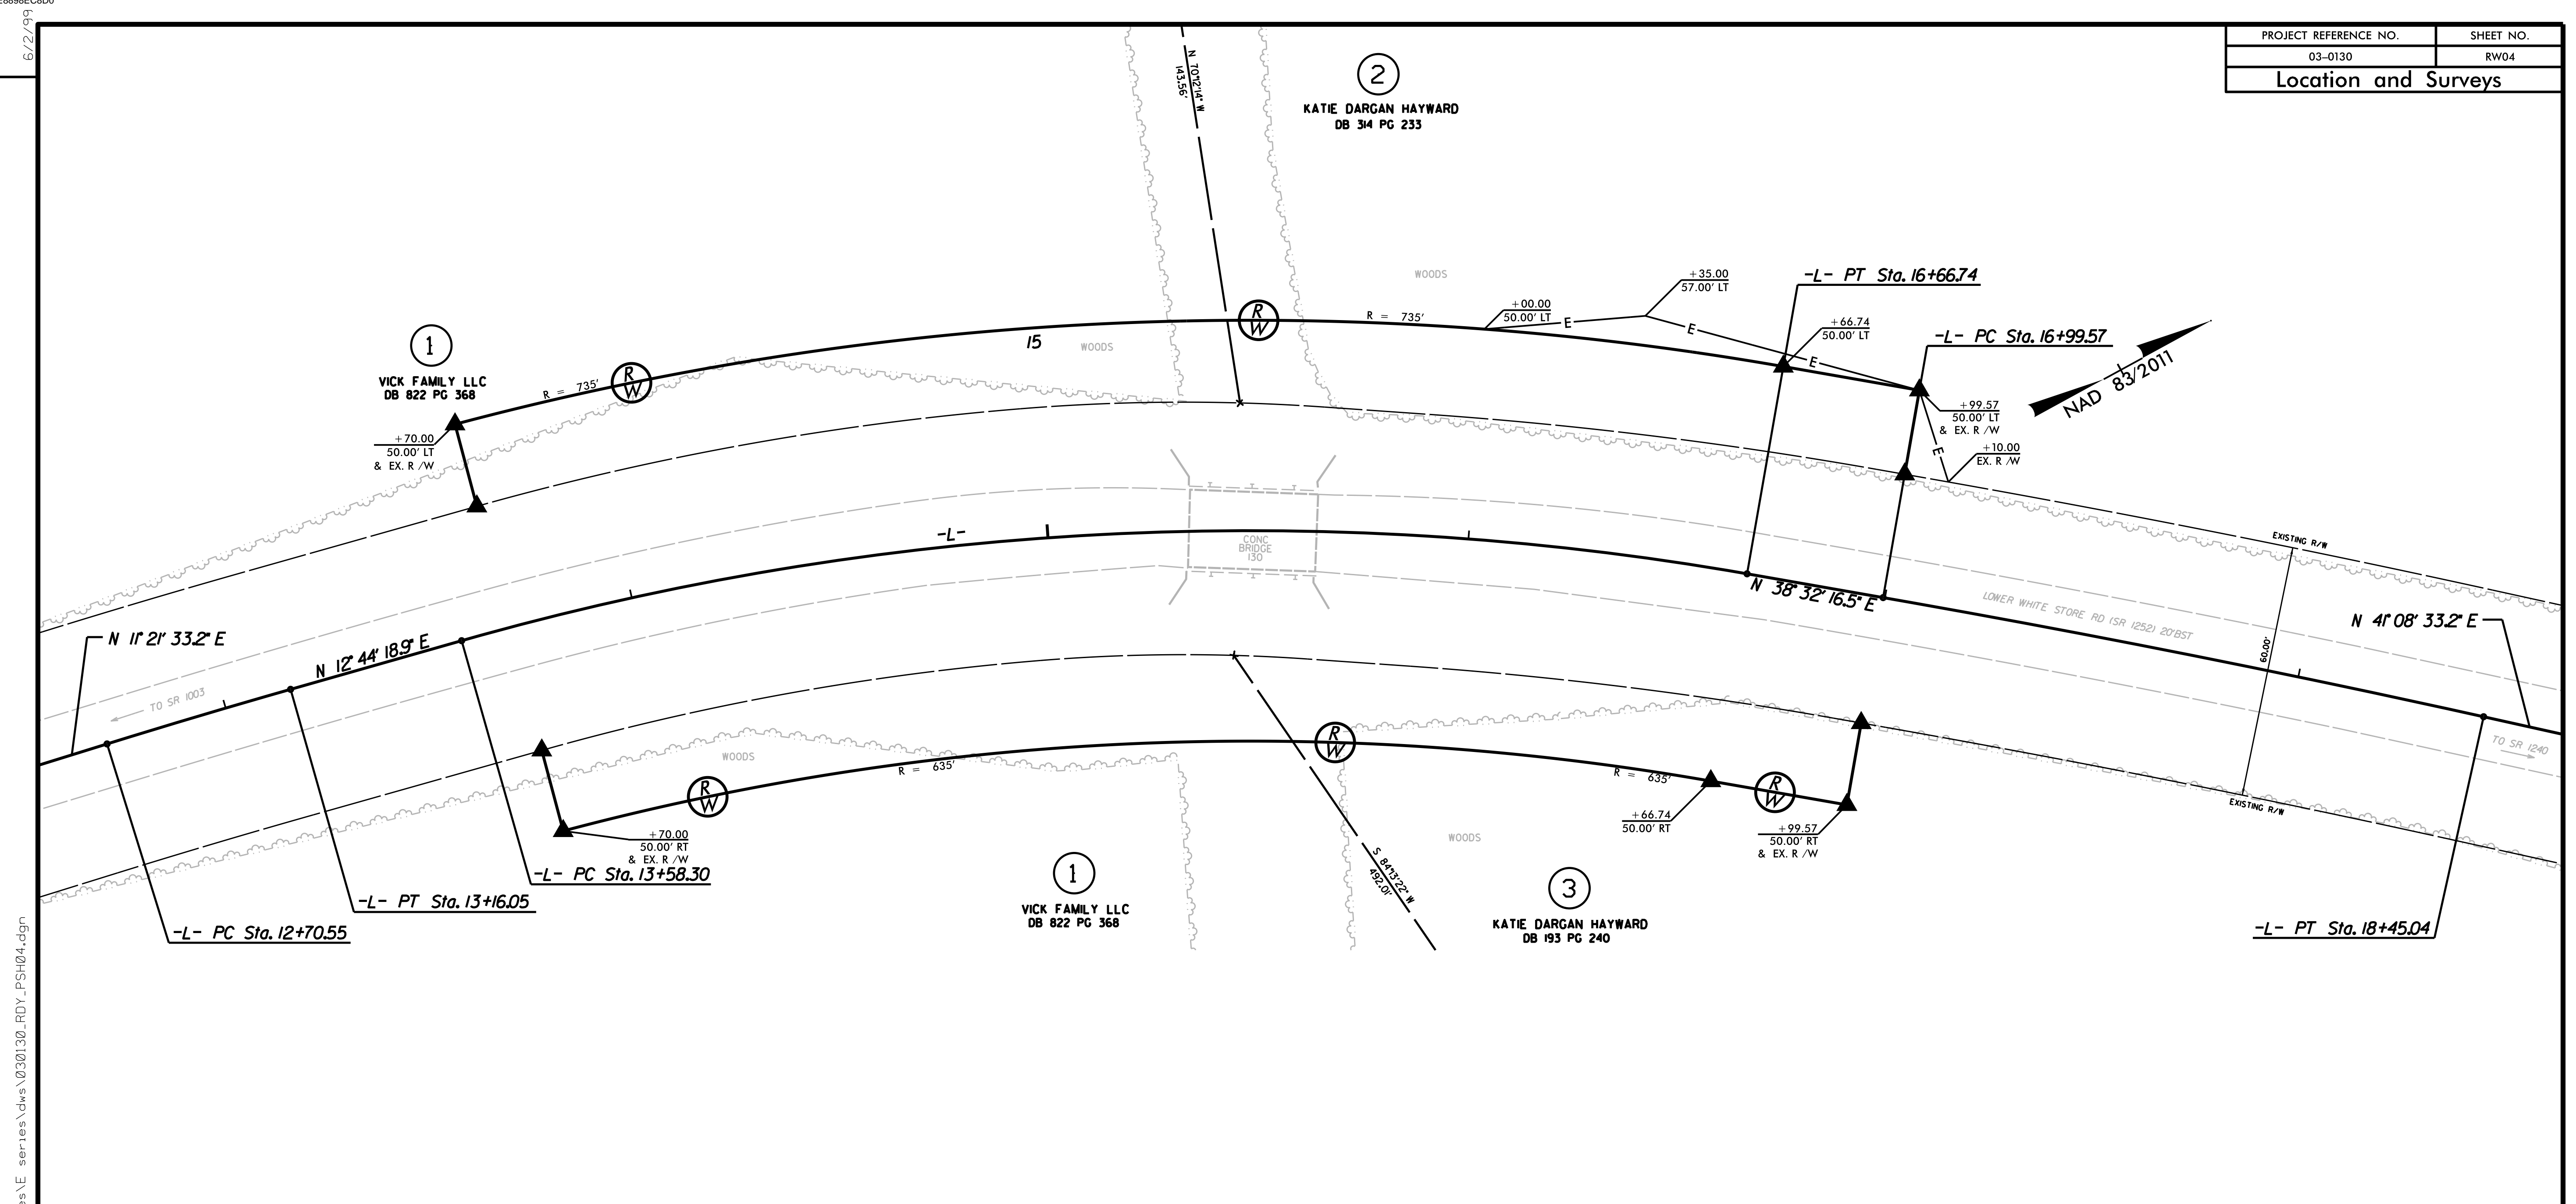 6/2/99
PROJECT REFERENCE NO.
SHEET NO.
03-0130
RW04
Location and Surveys
N 70°12'14" W
143.56'
2
KATIE DARGAN HAYWARD
DB 314 PG 233
WOODS
+35.00
57.00' LT
-L- PT Sta. 16+66.74
+00.00
50.00' LT
R = 735'
R
W
E
E
E
+66.74
50.00' LT
-L- PC Sta. 16+99.57
NAD 83/2011
1
VICK FAMILY LLC
DB 822 PG 368
15
WOODS
R = 735'
R
W
+70.00
50.00' LT
& EX. R/W
+99.57
50.00' LT
& EX. R/W
E
+10.00
EX. R/W
-L-
CONC
BRIDGE
130
EXISTING R/W
N 38° 32' 16.5" E
LOWER WHITE STORE RD (SR 1252) 20'BST
60.00'
N 41° 08' 33.2" E
N 11° 21' 33.2" E
N 12° 44' 18.9" E
TO SR 1003
TO SR 1240
WOODS
R = 635'
R
W
R
W
R = 635'
R
W
EXISTING R/W
+66.74
50.00' RT
+99.57
50.00' RT
& EX. R/W
WOODS
+70.00
50.00' RT
& EX. R/W
S 84°13'22" W
492.01'
-L- PC Sta. 13+58.30
-L- PT Sta. 13+16.05
-L- PC Sta. 12+70.55
1
VICK FAMILY LLC
DB 822 PG 368
3
KATIE DARGAN HAYWARD
DB 193 PG 240
-L- PT Sta. 18+45.04
es\E series\dws\030130_RDY_PSH04.dgn